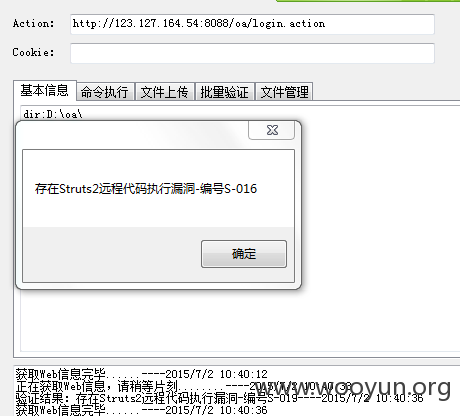 Action: http://123.127.164.54:8088/oa/login.action
Cookie:
基本信息 命令执行 文件上传 批量验证 文件管理
dir:D:\oa\
存在Struts2远程代码执行漏洞-编号S-016
确定
获取Web信息完毕......----2015/7/2 10:40:12
正在获取Web信息,请稍等片刻........----2015/7/2 10:40:36
验证结果: 存在Struts2远程代码执行漏洞-编号S-019----2015/7/2 10:40:36
获取Web信息完毕......----2015/7/2 10:40:36
www.wooyun.org